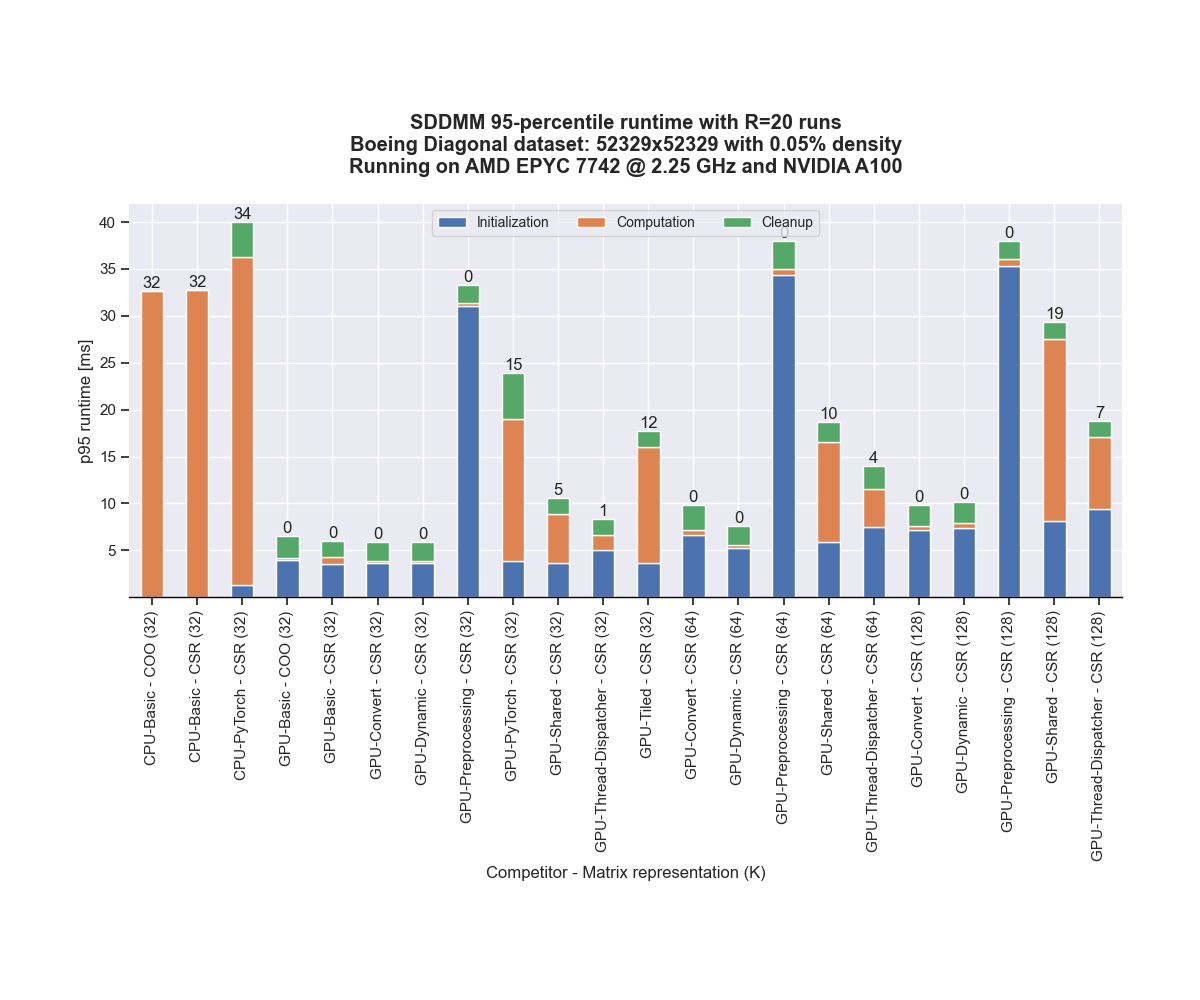 SDDMM 95-percentile runtime with R=20 runs
Boeing Diagonal dataset: 52329x52329 with 0.05% density
Running on AMD EPYC 7742 @ 2.25 GHz and NVIDIA A100
Initialization
Computation
Cleanup
p95 runtime [ms]
40
35
30
25
20
15
10
5
32
32
34
0
0
0
0
0
15
5
1
12
0
0
0
10
4
0
0
0
19
7
CPU-Basic - COO (32)
CPU-Basic - CSR (32)
CPU-PyTorch - CSR (32)
GPU-Basic - COO (32)
GPU-Basic - CSR (32)
GPU-Convert - CSR (32)
GPU-Dynamic - CSR (32)
GPU-Preprocessing - CSR (32)
GPU-PyTorch - CSR (32)
GPU-Shared - CSR (32)
GPU-Thread-Dispatcher - CSR (32)
GPU-Tiled - CSR (32)
GPU-Convert - CSR (64)
GPU-Dynamic - CSR (64)
GPU-Preprocessing - CSR (64)
GPU-Shared - CSR (64)
GPU-Thread-Dispatcher - CSR (64)
GPU-Convert - CSR (128)
GPU-Dynamic - CSR (128)
GPU-Preprocessing - CSR (128)
GPU-Shared - CSR (128)
GPU-Thread-Dispatcher - CSR (128)
Competitor - Matrix representation (K)